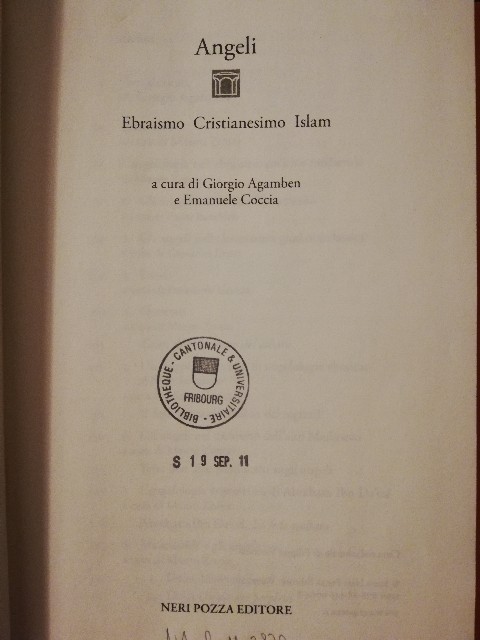 Angeli
Ebraismo Cristianesimo Islam
a cura di Giorgio Agamben
e Emanuele Coccia
BIBLIOTHEQUE - CANTONALE & UNIVERSITAIRE -
FRIBOURG
S 19 SEP. 11
NERI POZZA EDITORE